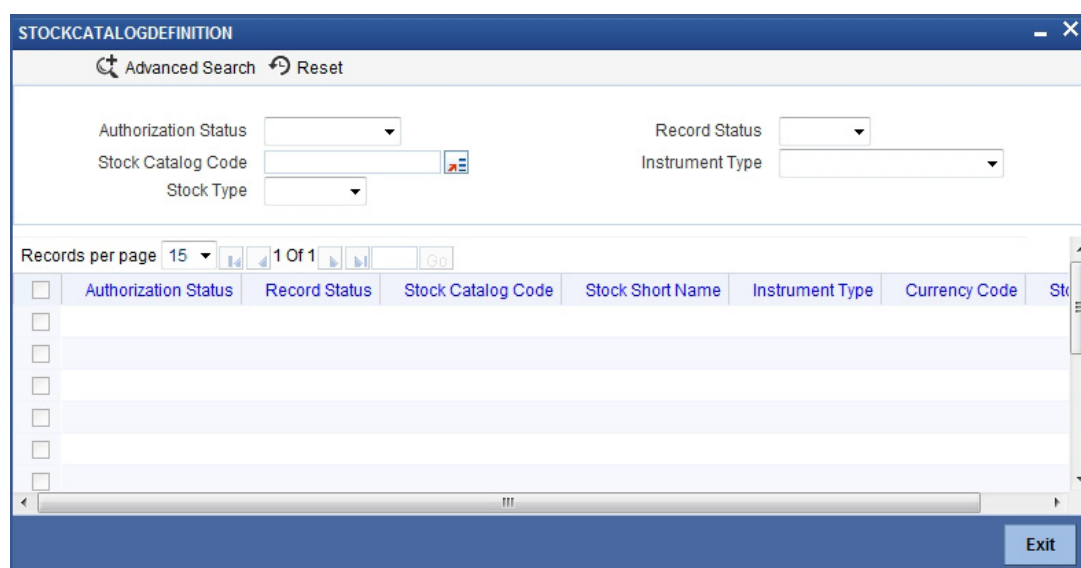 STOCKCATALOGDEFINITION
Advanced Search Reset
Authorization Status Record Status
Stock Catalog Code Instrument Type
Stock Type
Records per page 15 1 Of 1 Go
Authorization Status Record Status Stock Catalog Code Stock Short Name Instrument Type Currency Code Sto
Exit